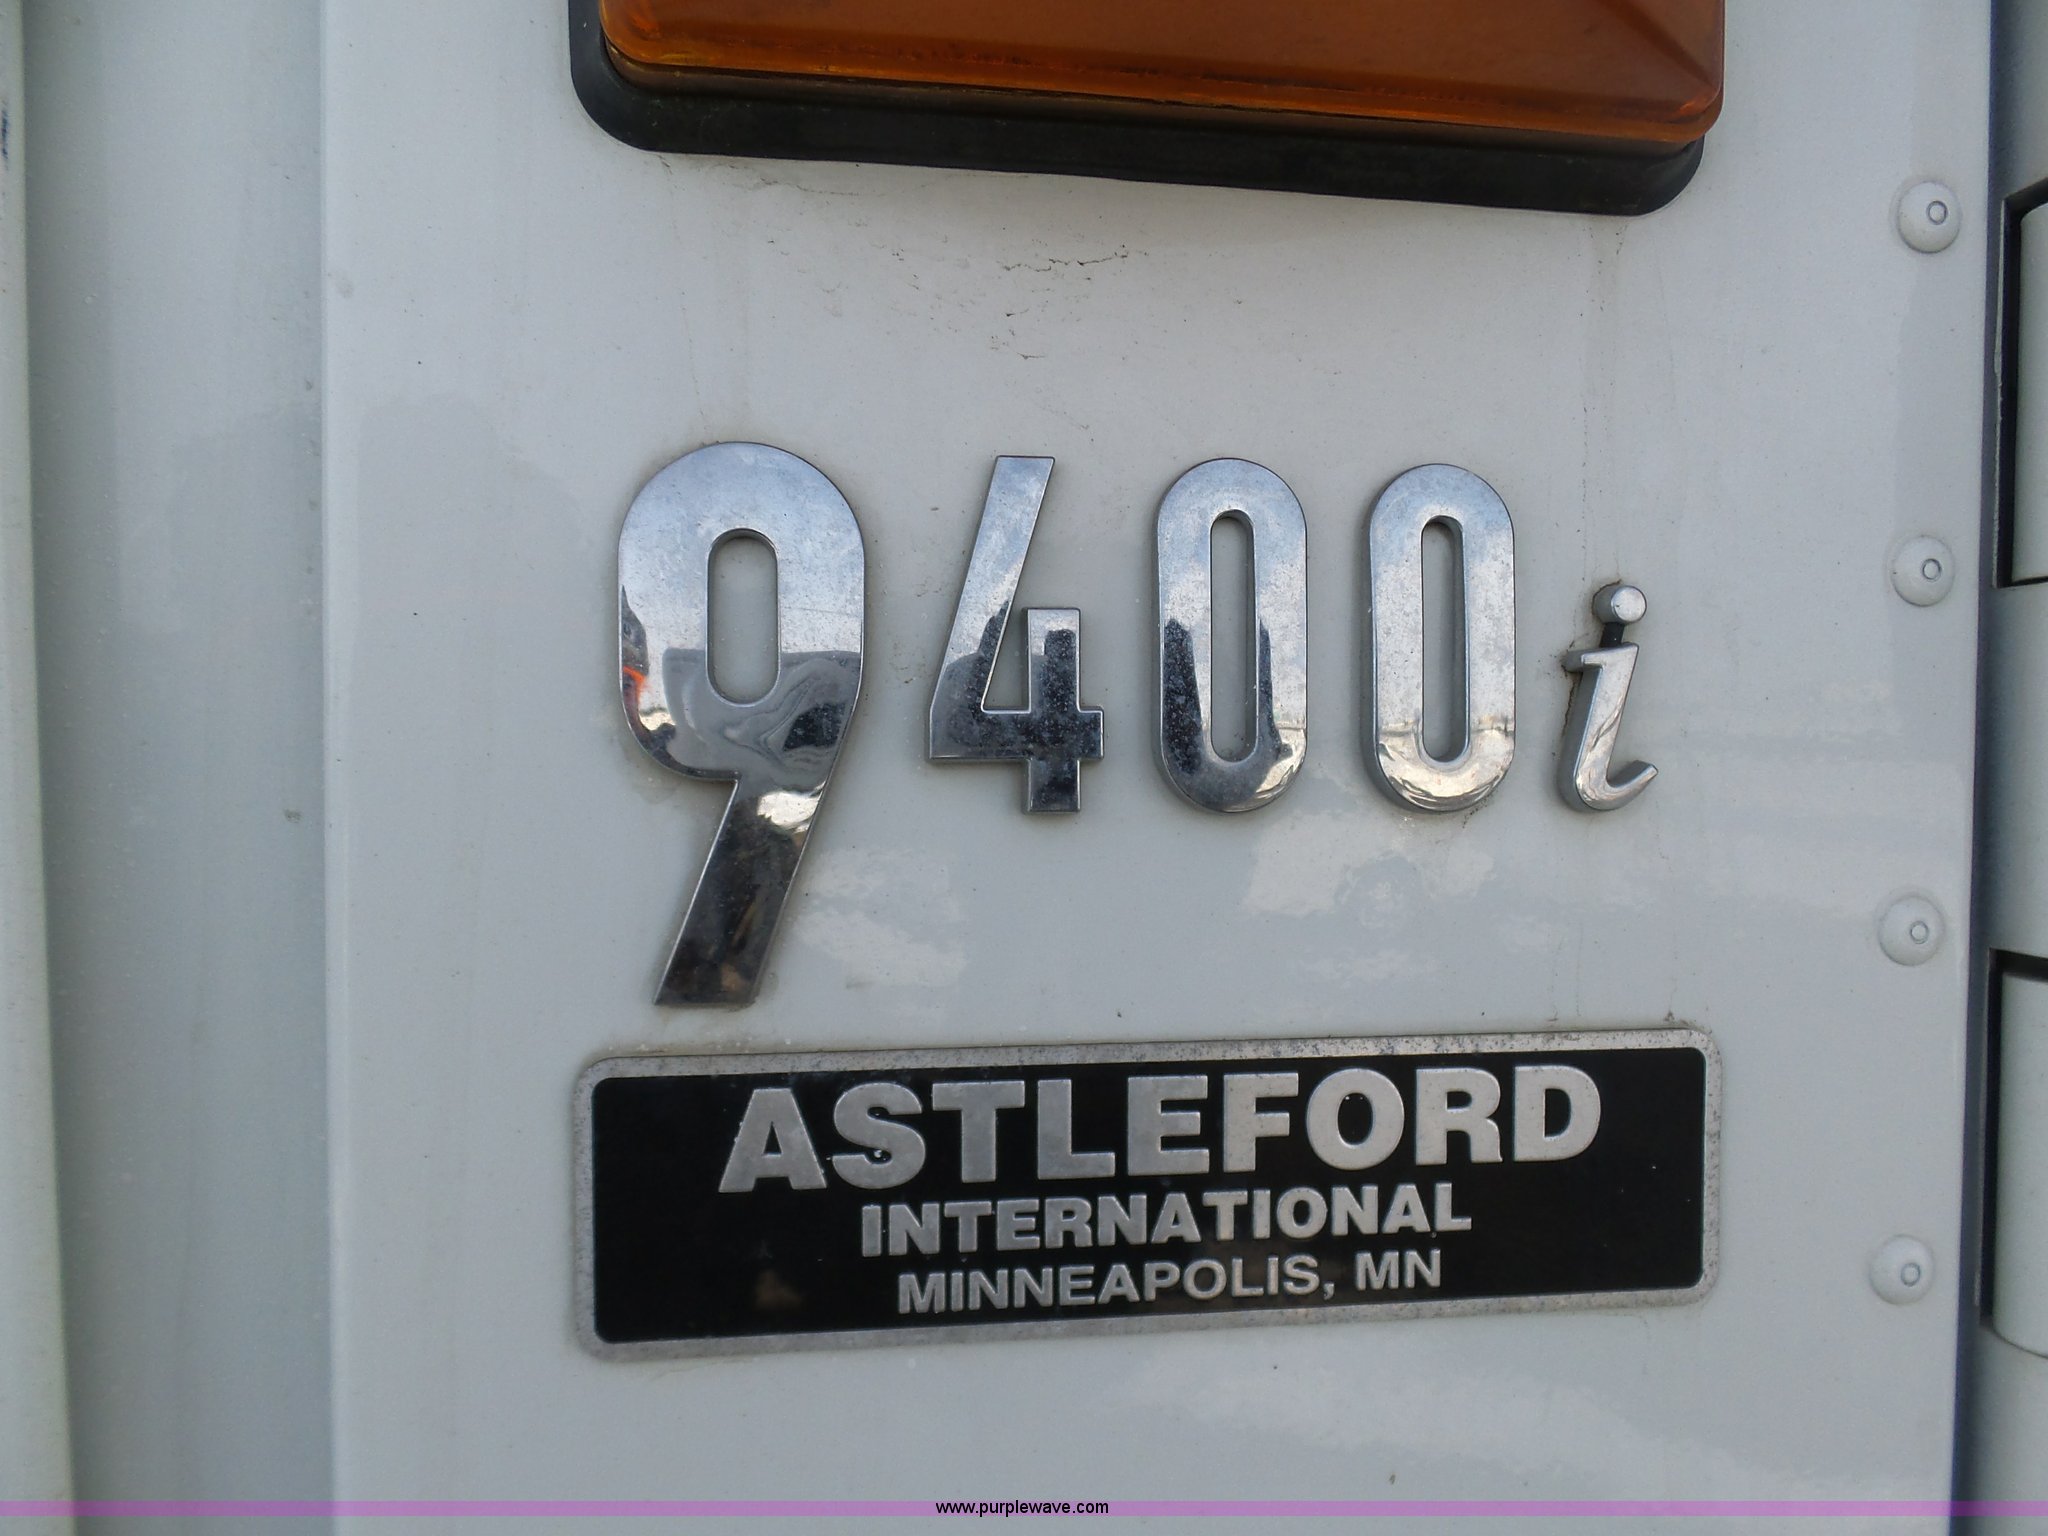 9400i
ASTLEFORD
INTERNATIONAL
MINNEAPOLIS, MN
www.purplewave.com